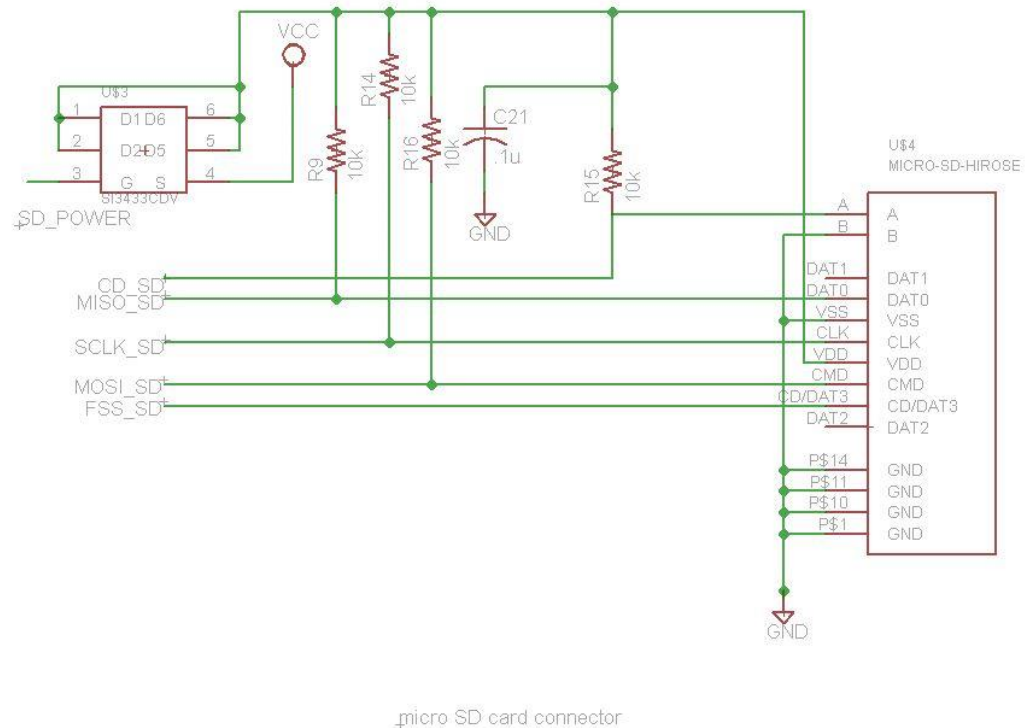 VCC
U$3
1
D1 D6
6
2
D2 D5
5
3
G S
4
SI3433CDV
SD_POWER
R9
10k
R14
10k
R16
10k
C21
.1u
GND
R15
10k
U$4
MICRO-SD-HIROSE
A
A
B
B
CD_SD
MISO_SD
SCLK_SD
MOSI_SD
FSS_SD
DAT1
DAT1
DAT0
DAT0
VSS
VSS
CLK
CLK
VDD
VDD
CMD
CMD
CD/DAT3
CD/DAT3
DAT2
DAT2
P$14
GND
P$11
GND
P$10
GND
P$1
GND
GND
micro SD card connector